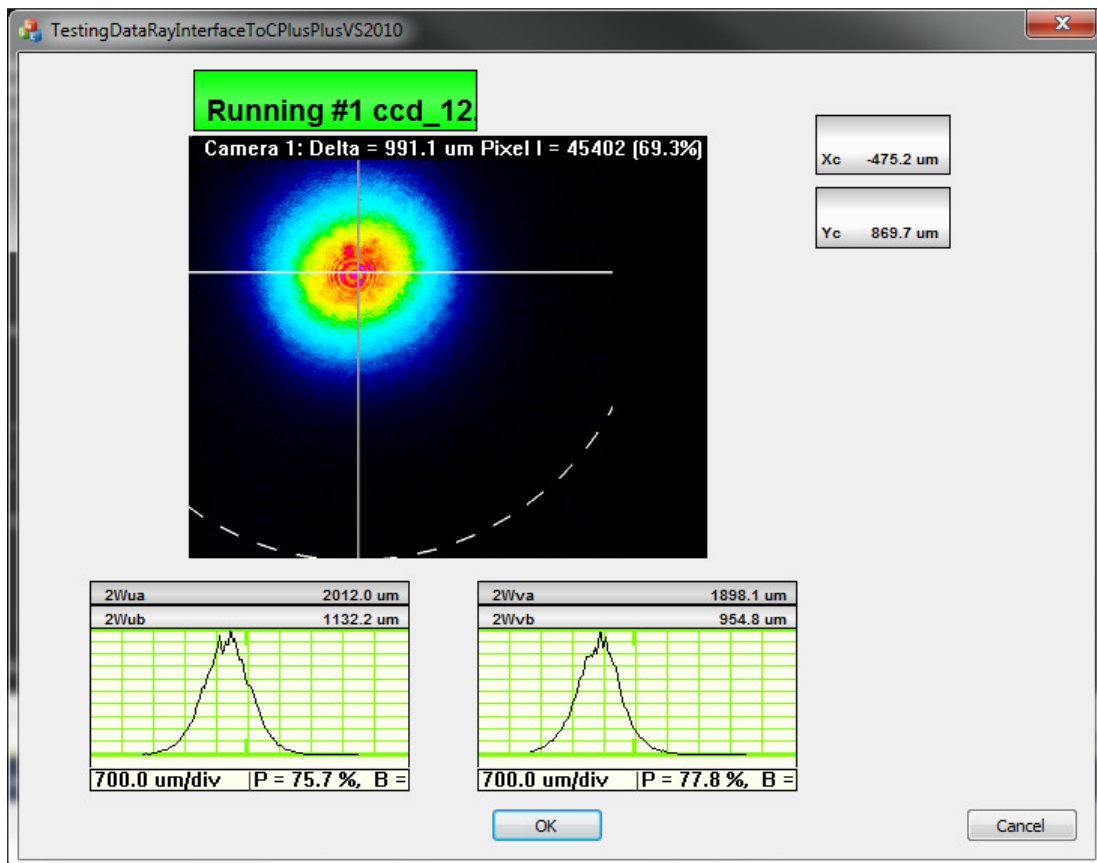 TestingDataRayInterfaceToCPlusPlusVS2010
Running #1 ccd_12.
Camera 1: Delta = 991.1 um Pixel I = 45402 (69.3%)
Xc -475.2 um
Yc 869.7 um
2Wua 2012.0 um
2Wub 1132.2 um
700.0 um/div P = 75.7 %, B =
2Wva 1898.1 um
2Wvb 954.8 um
700.0 um/div P = 77.8 %, B =
OK
Cancel